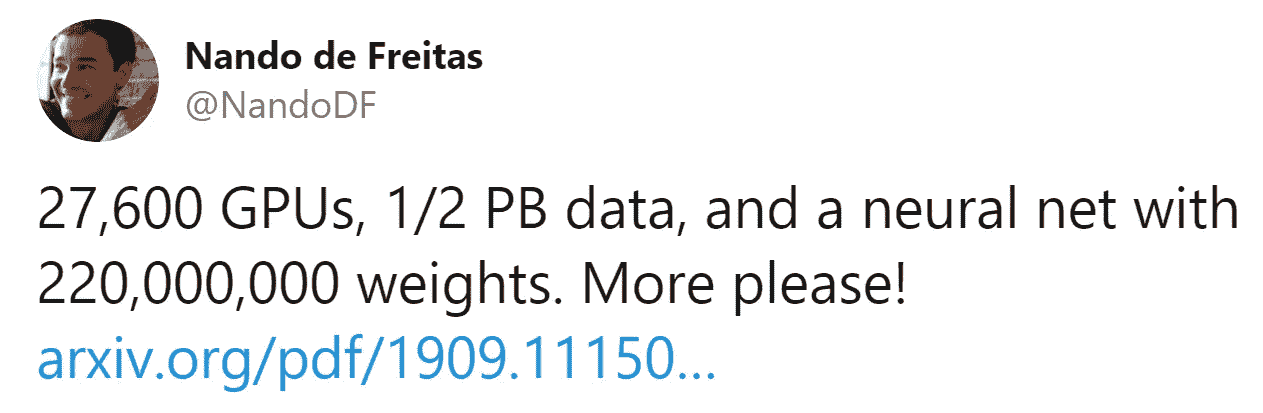 Nando de Freitas
@NandoDF
27,600 GPUs, 1/2 PB data, and a neural net with
220,000,000 weights. More please!
arxiv.org/pdf/1909.11150...